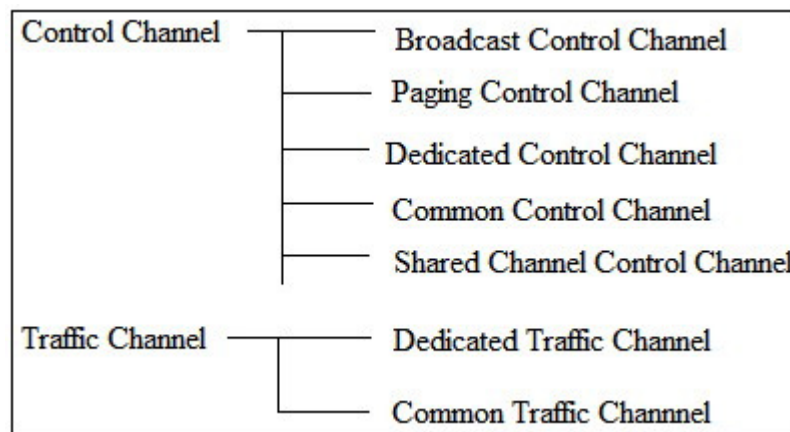 Control Channel
Broadcast Control Channel
Paging Control Channel
Dedicated Control Channel
Common Control Channel
Shared Channel Control Channel
Traffic Channel
Dedicated Traffic Channel
Common Traffic Channnel